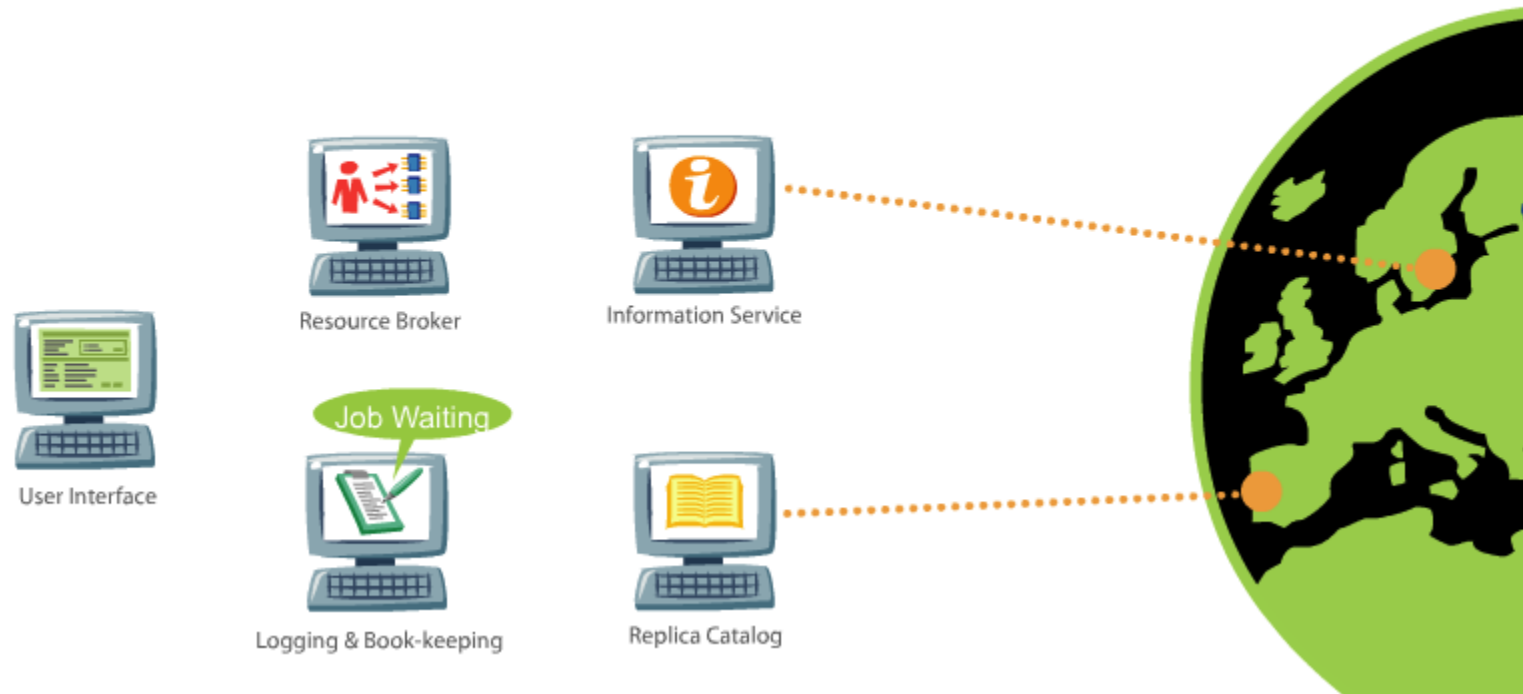 Resource Broker
Information Service
User Interface
Job Waiting
Logging & Book-keeping
Replica Catalog